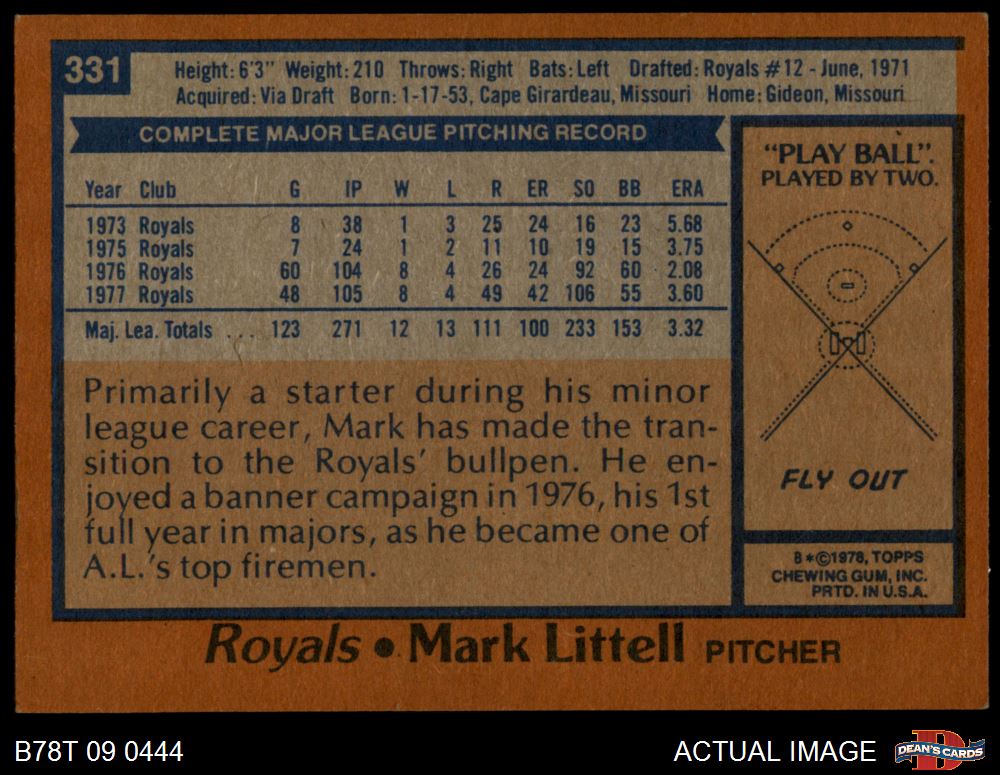 331
Height: 6'3" Weight: 210 Throws: Right Bats: Left Drafted: Royals #12 - June, 1971
Acquired: Via Draft Born: 1-17-53, Cape Girardeau, Missouri Home: Gideon, Missouri
COMPLETE MAJOR LEAGUE PITCHING RECORD
Year Club G IP W L R ER SO BB ERA
1973 Royals 8 38 1 3 25 24 16 23 5.68
1975 Royals 7 24 1 2 11 10 19 15 3.75
1976 Royals 60 104 8 4 26 24 92 60 2.08
1977 Royals 48 105 8 4 49 42 106 55 3.60
Maj. Lea. Totals .... 123 271 12 13 111 100 233 153 3.32
Primarily a starter during his minor
league career, Mark has made the tran-
sition to the Royals' bullpen. He en-
joyed a banner campaign in 1976, his 1st
full year in majors, as he became one of
A.L.'s top firemen.
"PLAY BALL".
PLAYED BY TWO.
FLY OUT
B*©1978, TOPPS
CHEWING GUM, INC.
PRTD. IN U.S.A.
Royals • Mark Littell PITCHER
B78T 09 0444
ACTUAL IMAGE
DEAN'S CARDS